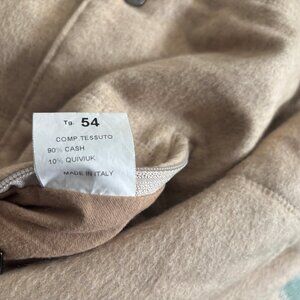 Tg. 54
COMP.TESSUTO
90% CASH
10% QUIVIUK
MADE IN ITALY